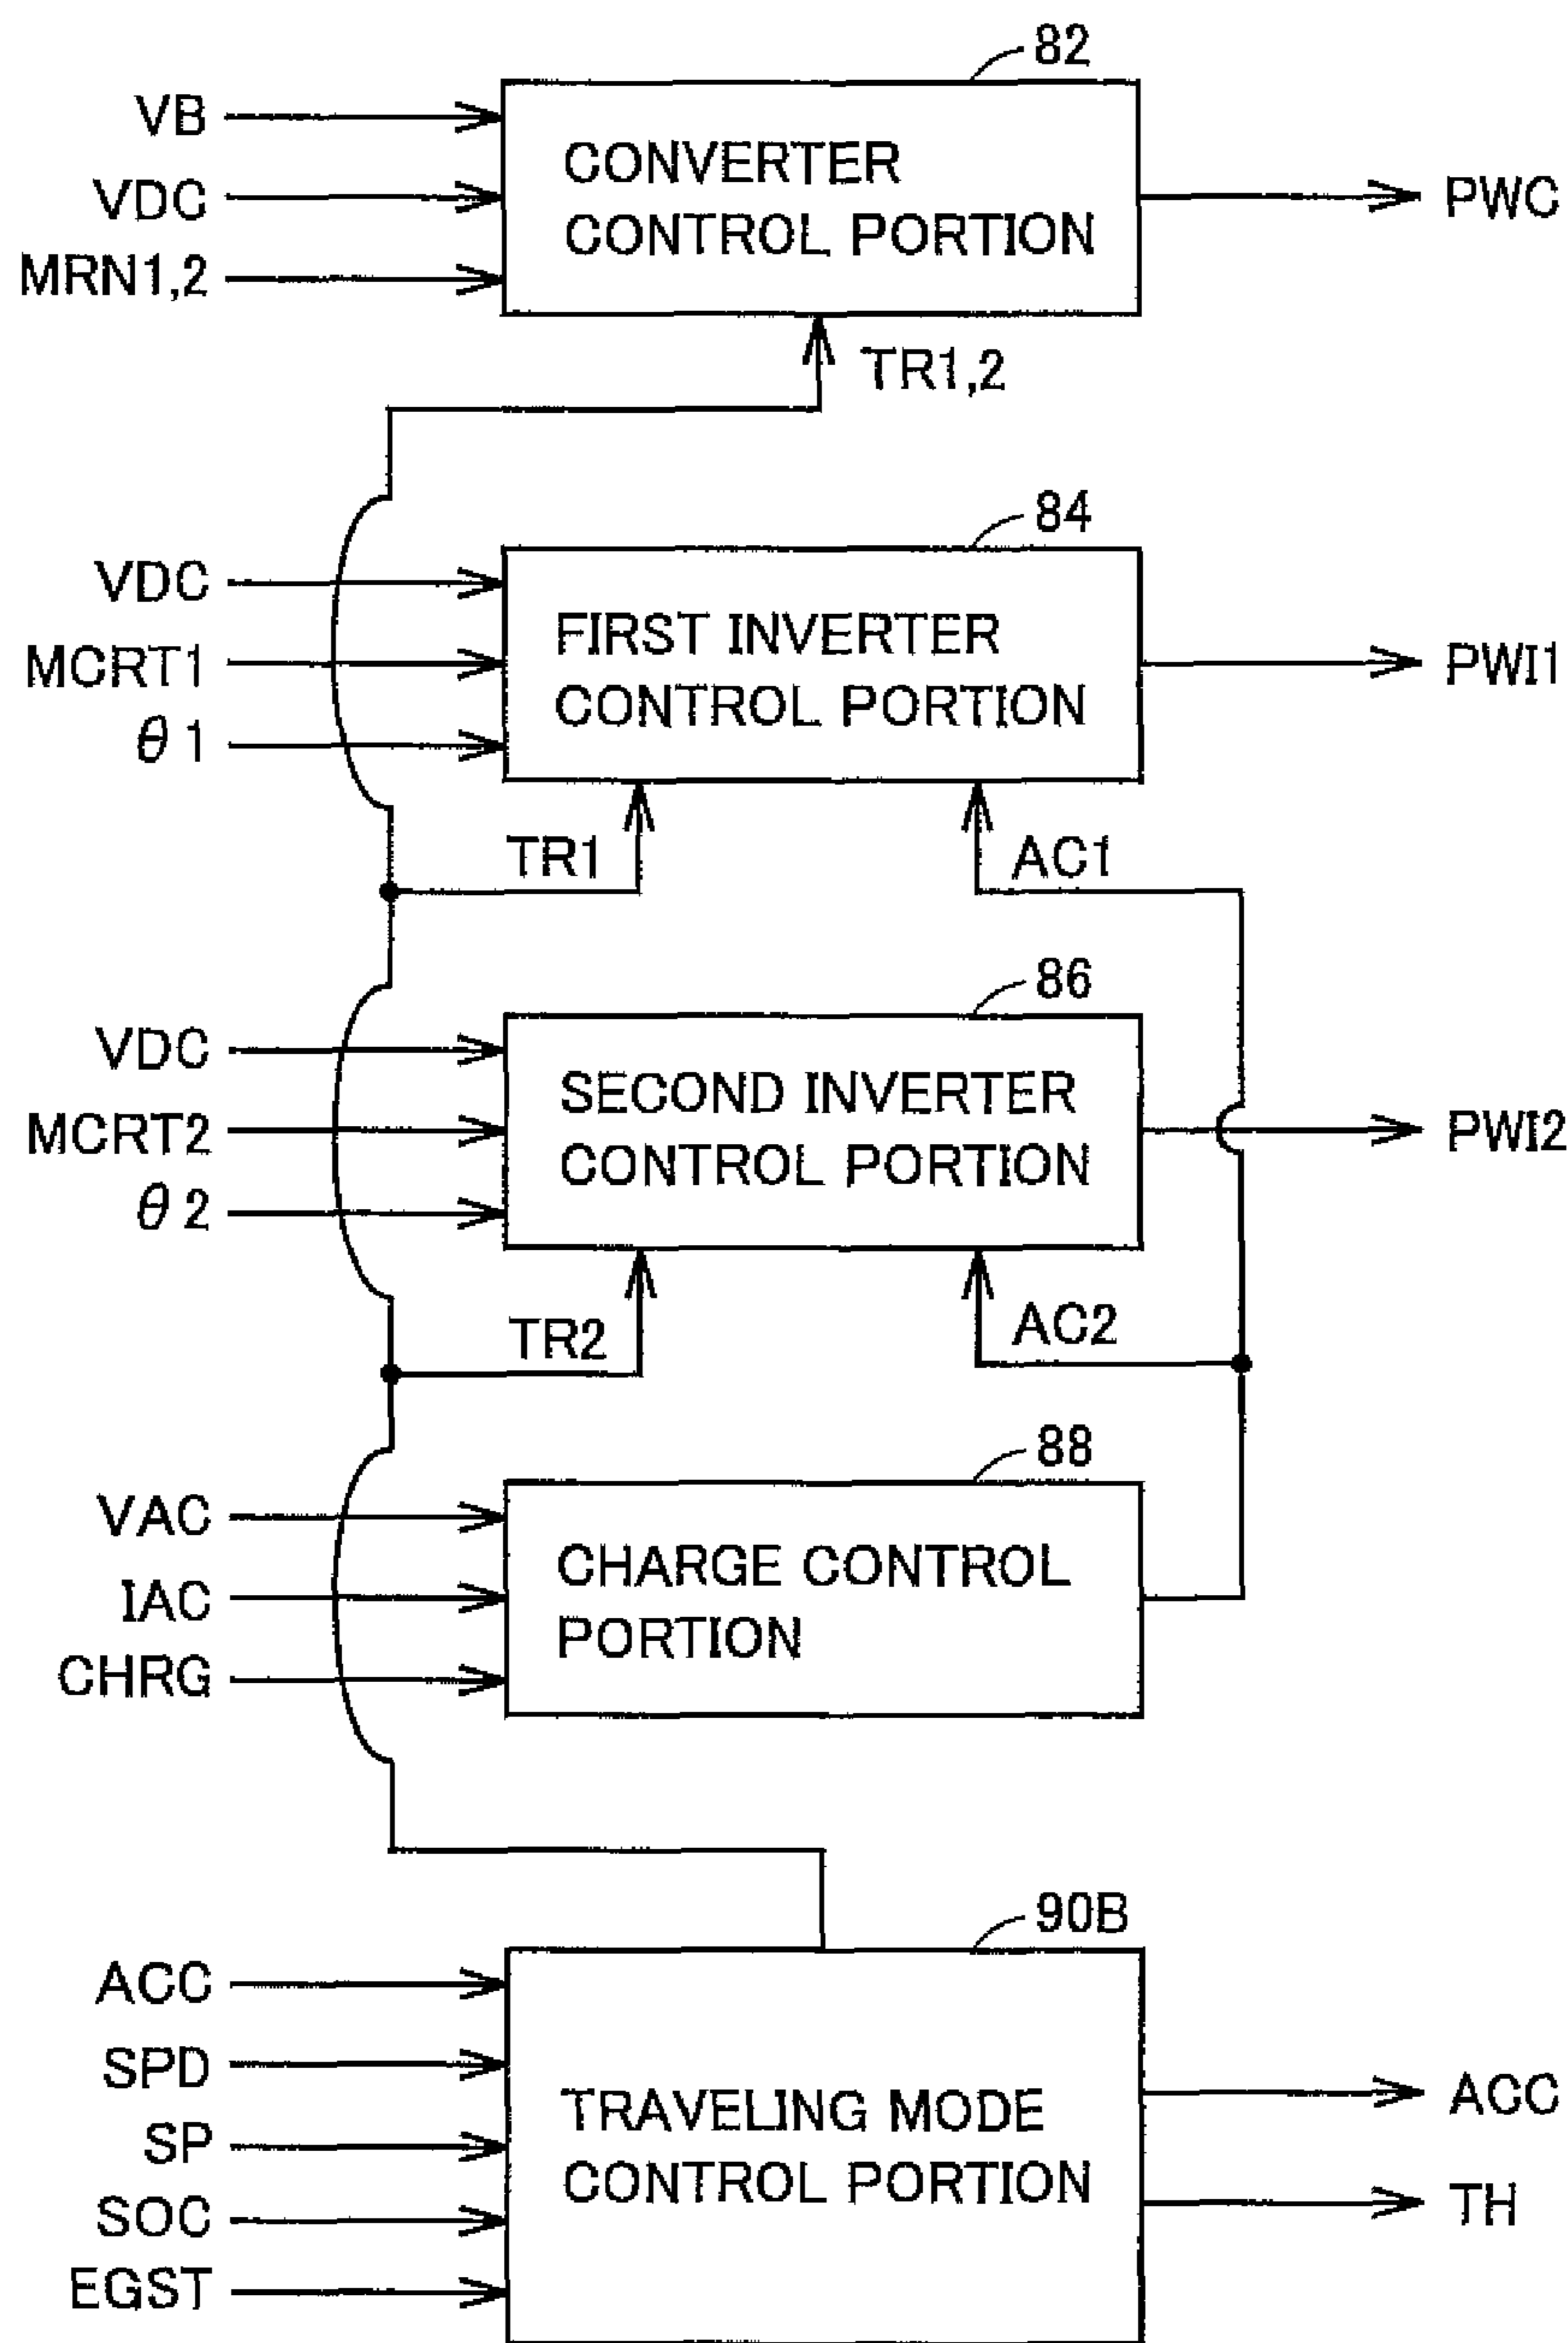 82
VB
VDC
MRN1,2
CONVERTER
CONTROL PORTION
PWC
TR1,2
84
VDC
MCRT1
θ1
FIRST INVERTER
CONTROL PORTION
PWI1
TR1
AC1
86
VDC
MCRT2
θ2
SECOND INVERTER
CONTROL PORTION
PWI2
TR2
AC2
88
VAC
IAC
CHRG
CHARGE CONTROL
PORTION
90B
ACC
SPD
SP
SOC
EGST
TRAVELING MODE
CONTROL PORTION
ACC
TH